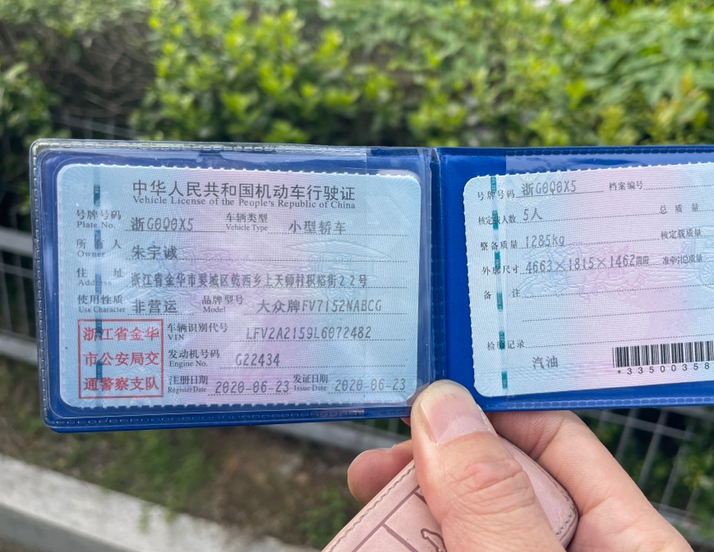 中华人民共和国机动车行驶证
Vehicle License of the People's Republic of China
号牌号码 浙G0Q0X5 车辆类型 小型轿车
Plate No. Vehicle Type
所有人 朱宇诚
Owner
住址 浙江省金华市婺城区乾西乡上天师村积裕街22号
Address
使用性质 非营运 品牌型号 大众牌FV7152NABCG
Use Character Model
浙江省金华
市公安局交
通警察支队
车辆识别代号 LFV2A2159L6072482
VIN
发动机号码 G22434
Engine No.
注册日期 2020-06-23 发证日期 2020-06-23
Register Date Issue Date
号牌号码 浙G0Q0X5 档案编号
核定载人数 5人 总质量
整备质量 1285kg 核定载质量
外廓尺寸 4663×1815×1462mm 准牵引总质量
备注
检验记录
汽油
*33500358